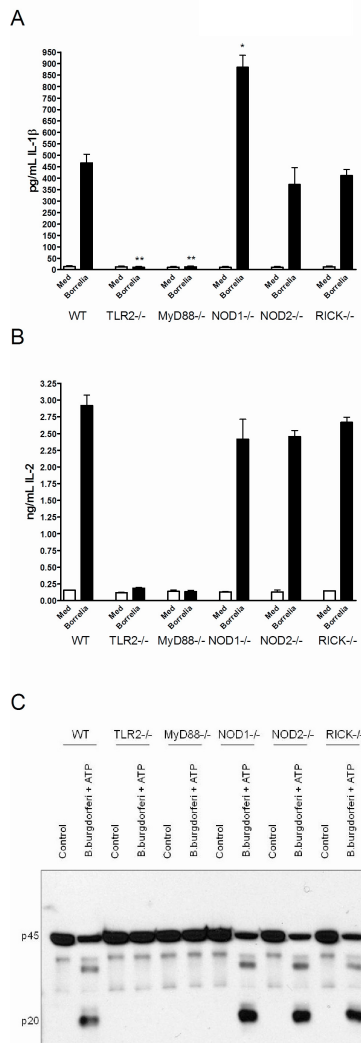 A
pg/mL IL-1β
950
900
850
800
750
700
650
600
550
500
450
400
350
300
250
200
150
100
50
0
*
** **
Med Borrelia Med Borrelia Med Borrelia Med Borrelia Med Borrelia Med Borrelia
WT TLR2-/- MyD88-/- NOD1-/- NOD2-/- RICK-/-
B
ng/mL IL-2
3.25
3.00
2.75
2.50
2.25
2.00
1.75
1.50
1.25
1.00
0.75
0.50
0.25
0.00
Med Borrelia Med Borrelia Med Borrelia Med Borrelia Med Borrelia Med Borrelia
WT TLR2-/- MyD88-/- NOD1-/- NOD2-/- RICK-/-
C
WT TLR2-/- MyD88-/- NOD1-/- NOD2-/- RICK-/-
Control B.burgdorferi + ATP Control B.burgdorferi + ATP Control B.burgdorferi + ATP Control B.burgdorferi + ATP Control B.burgdorferi + ATP Control B.burgdorferi + ATP
p45
p20